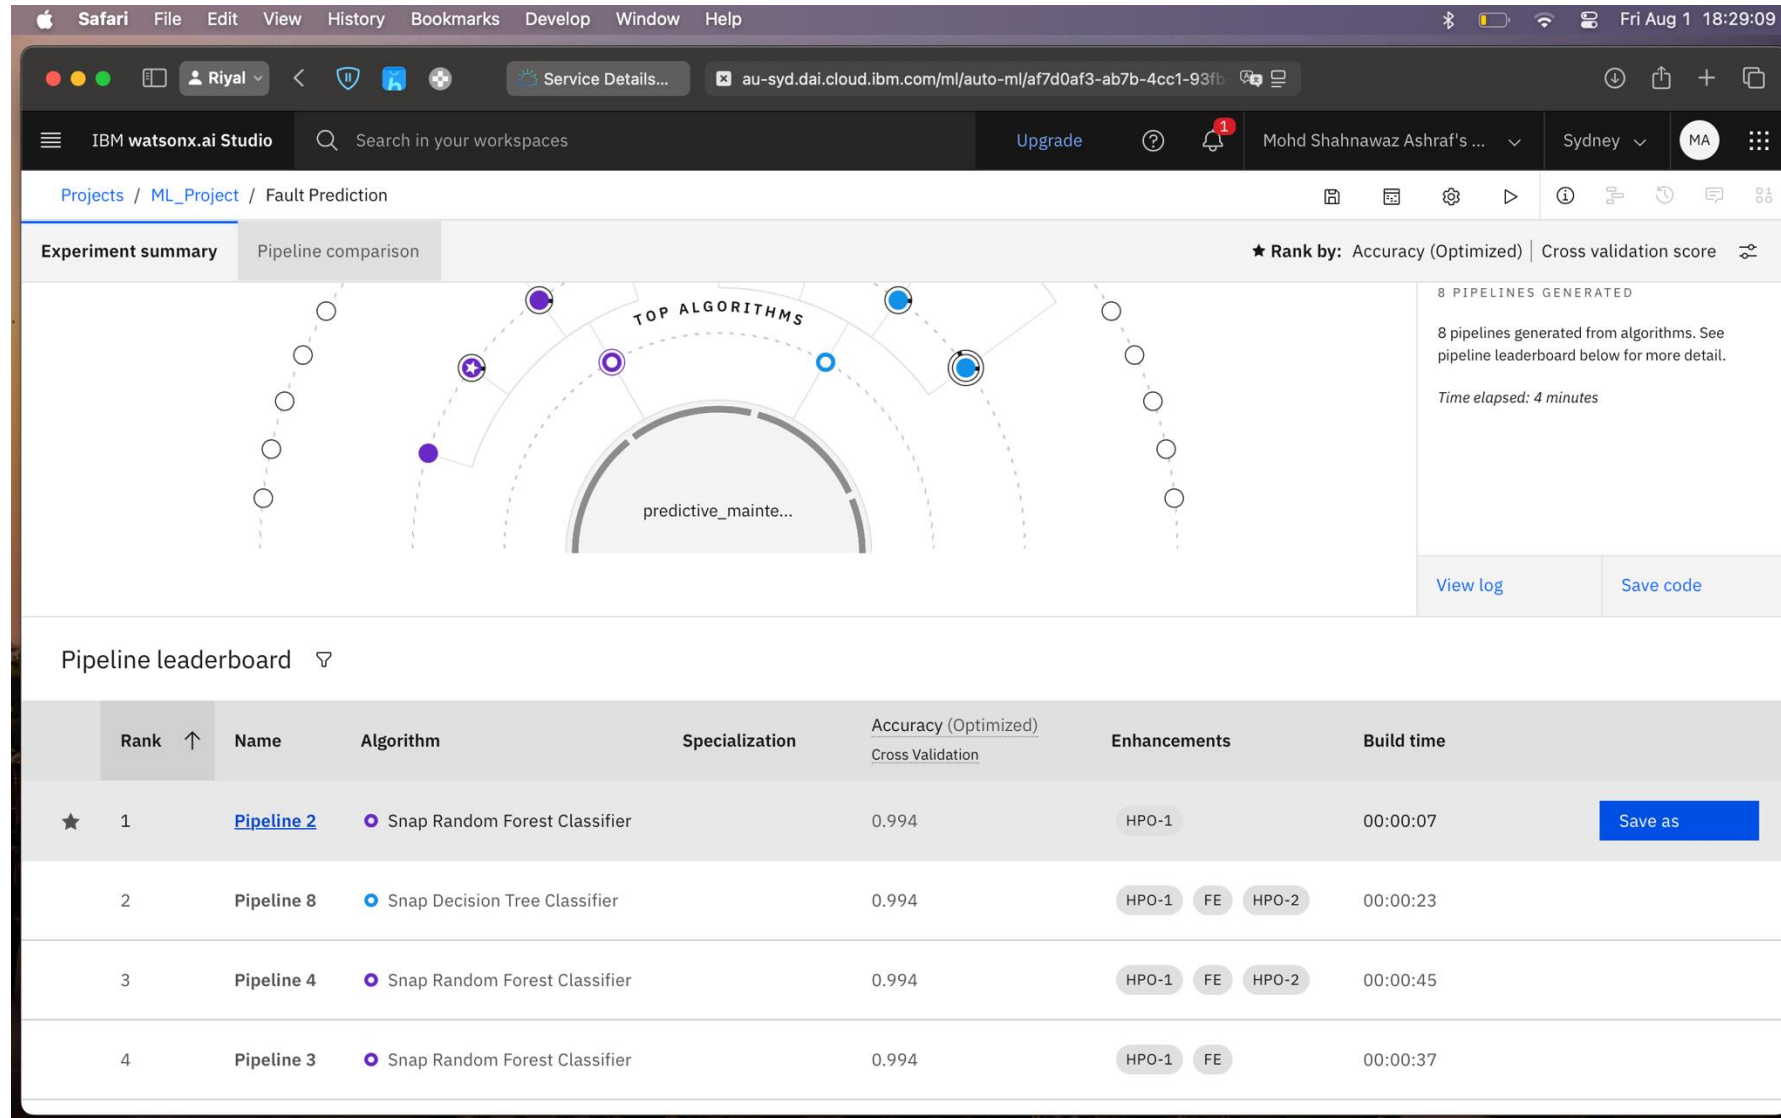 Safari File Edit View History Bookmarks Develop Window Help Fri Aug 1 18:29:09
Riyal Service Details... au-syd.dai.cloud.ibm.com/ml/auto-ml/af7d0af3-ab7b-4cc1-93fb
IBM watsonx.ai Studio Search in your workspaces Upgrade 1 Mohd Shahnawaz Ashraf's ... Sydney MA
Projects / ML_Project / Fault Prediction
Experiment summary Pipeline comparison Rank by: Accuracy (Optimized) | Cross validation score
8 PIPELINES GENERATED
TOP ALGORITHMS
8 pipelines generated from algorithms. See
pipeline leaderboard below for more detail.
Time elapsed: 4 minutes
predictive_mainte...
View log Save code
Pipeline leaderboard
Rank Name Algorithm Specialization Accuracy (Optimized) Enhancements Build time
Cross Validation
1 Pipeline 2 Snap Random Forest Classifier 0.994 HPO-1 00:00:07 Save as
2 Pipeline 8 Snap Decision Tree Classifier 0.994 HPO-1 FE HPO-2 00:00:23
3 Pipeline 4 Snap Random Forest Classifier 0.994 HPO-1 FE HPO-2 00:00:45
4 Pipeline 3 Snap Random Forest Classifier 0.994 HPO-1 FE 00:00:37